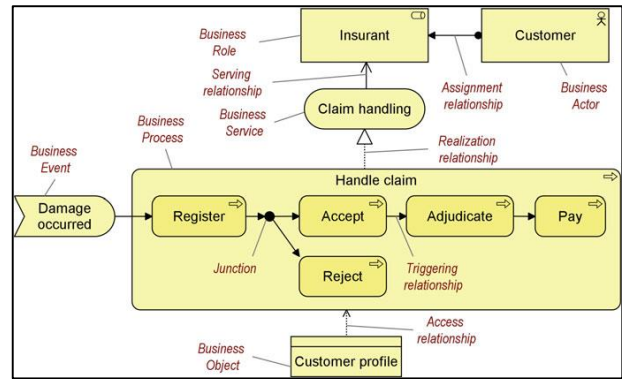 Business
Role
Insurant
Customer
Serving
relationship
Assignment
relationship
Business
Actor
Business
Service
Claim handling
Business
Process
Realization
relationship
Business
Event
Handle claim
Damage
occurred
Register
Accept
Adjudicate
Pay
Junction
Reject
Triggering
relationship
Access
relationship
Business
Object
Customer profile